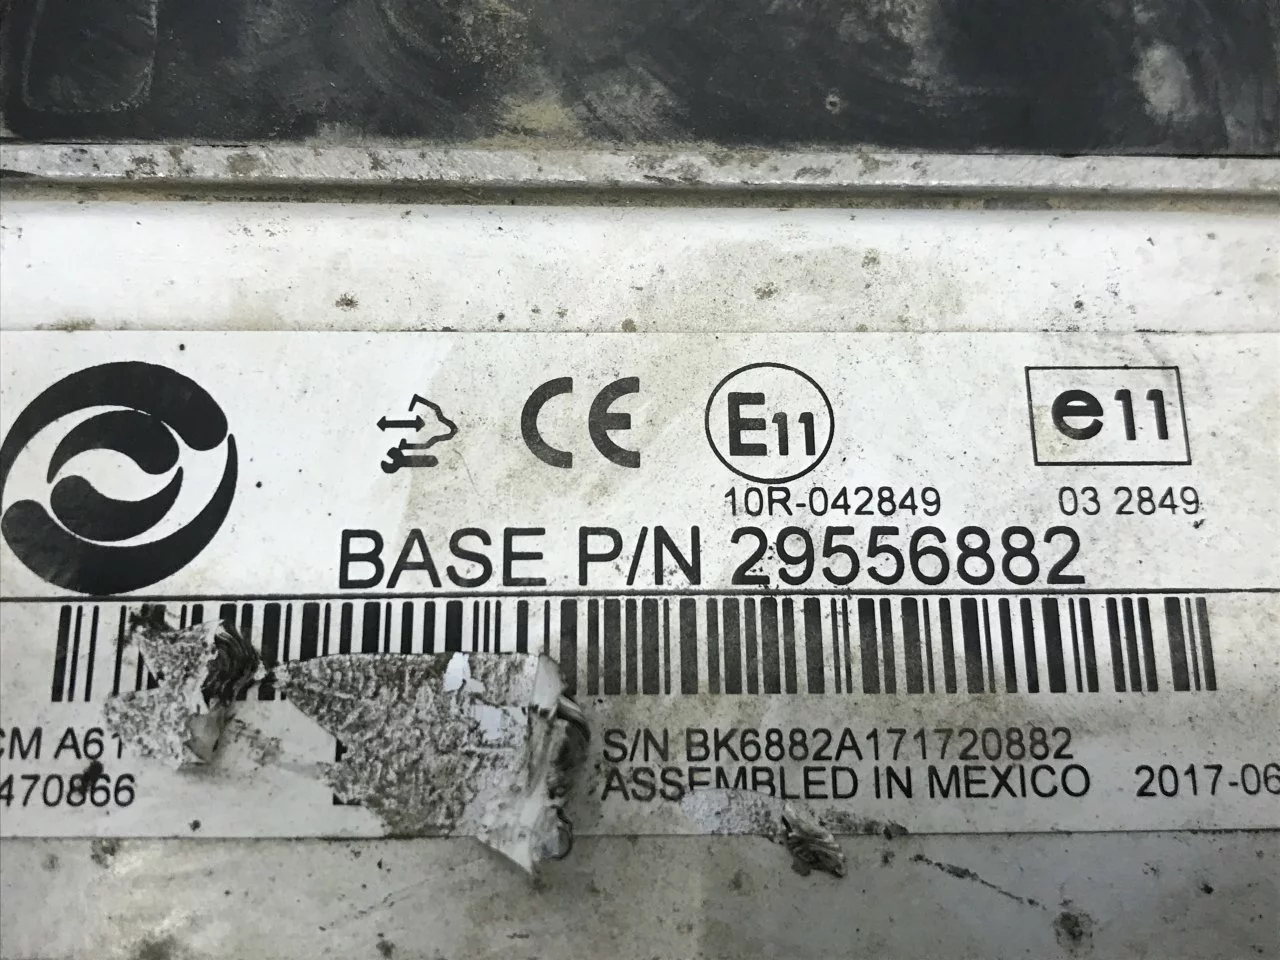 CE E11 e11
10R-042849 03 2849
BASE P/N 29556882
CM A61
S/N BK6882A171720882
470866
ASSEMBLED IN MEXICO 2017-06